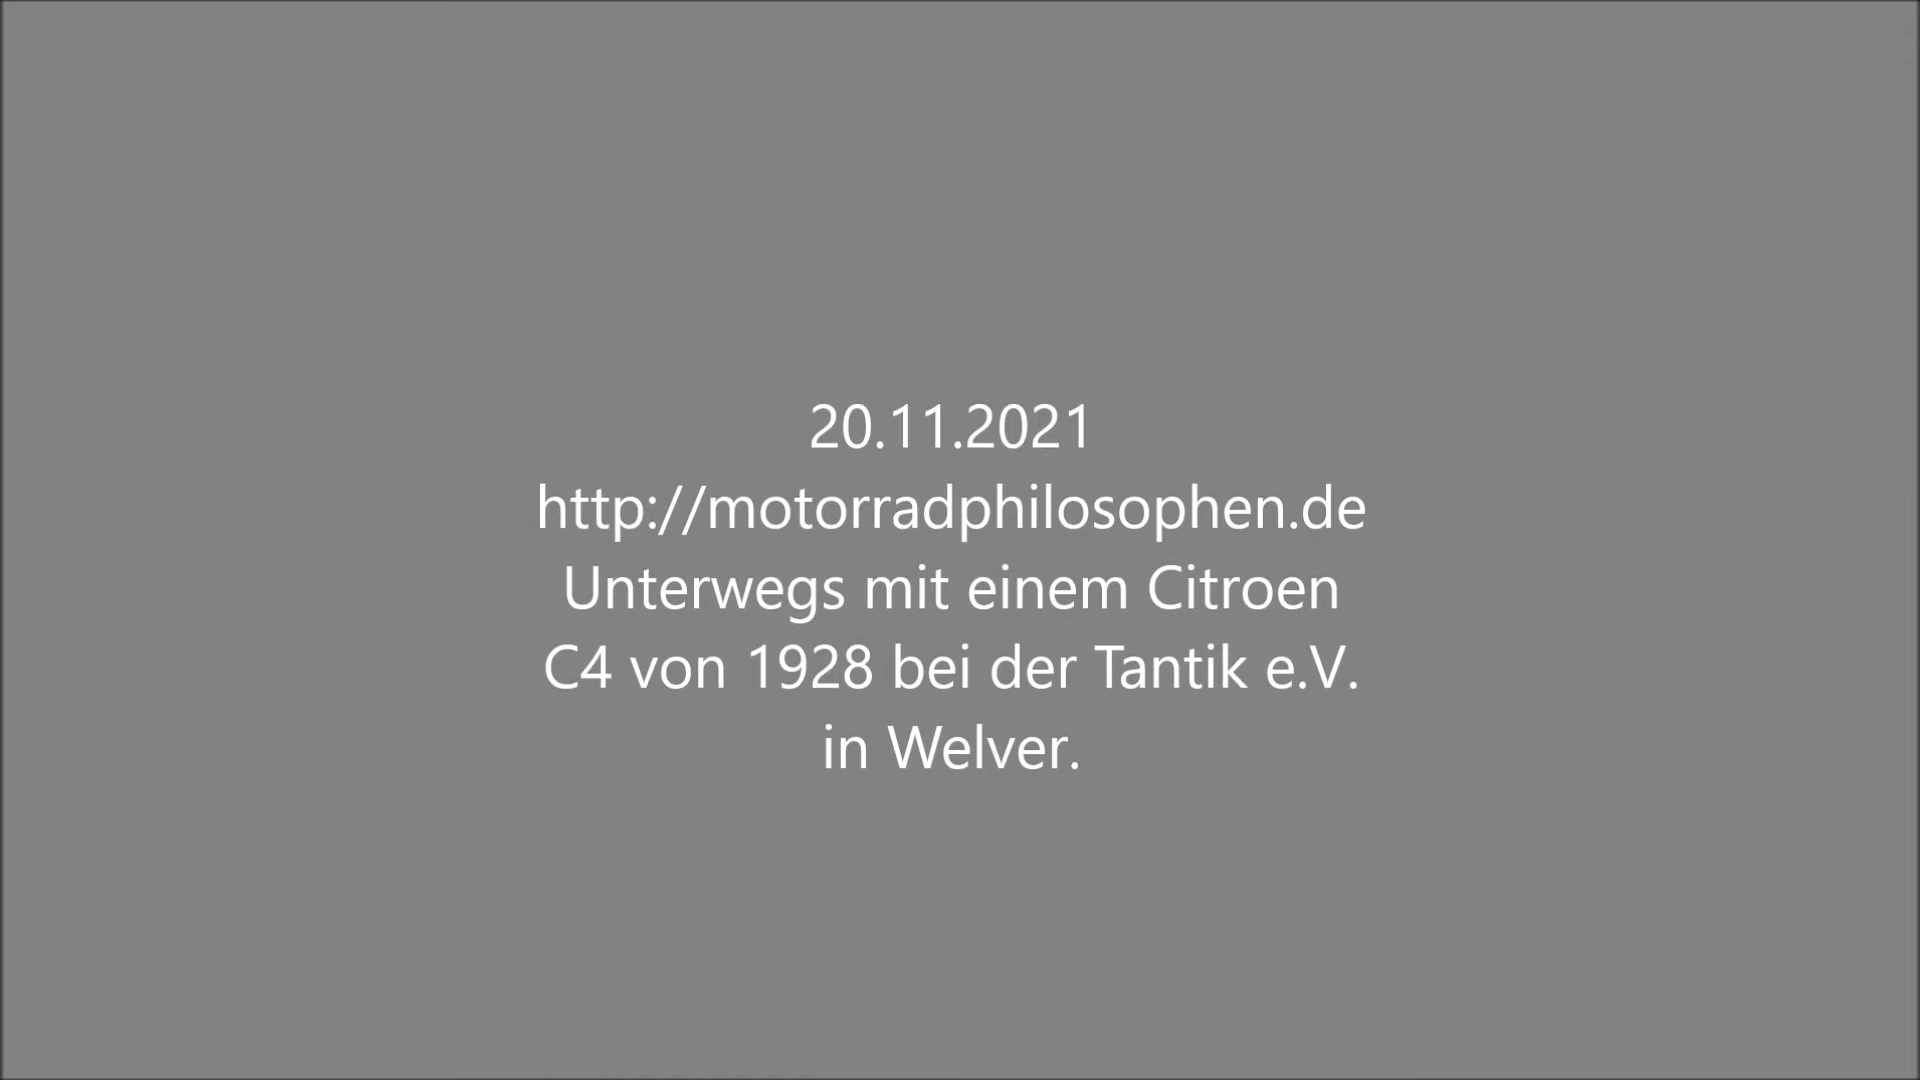 20.11.2021
http://motorradphilosophen.de
Unterwegs mit einem Citroen
C4 von 1928 bei der Tantik e.V.
in Welver.